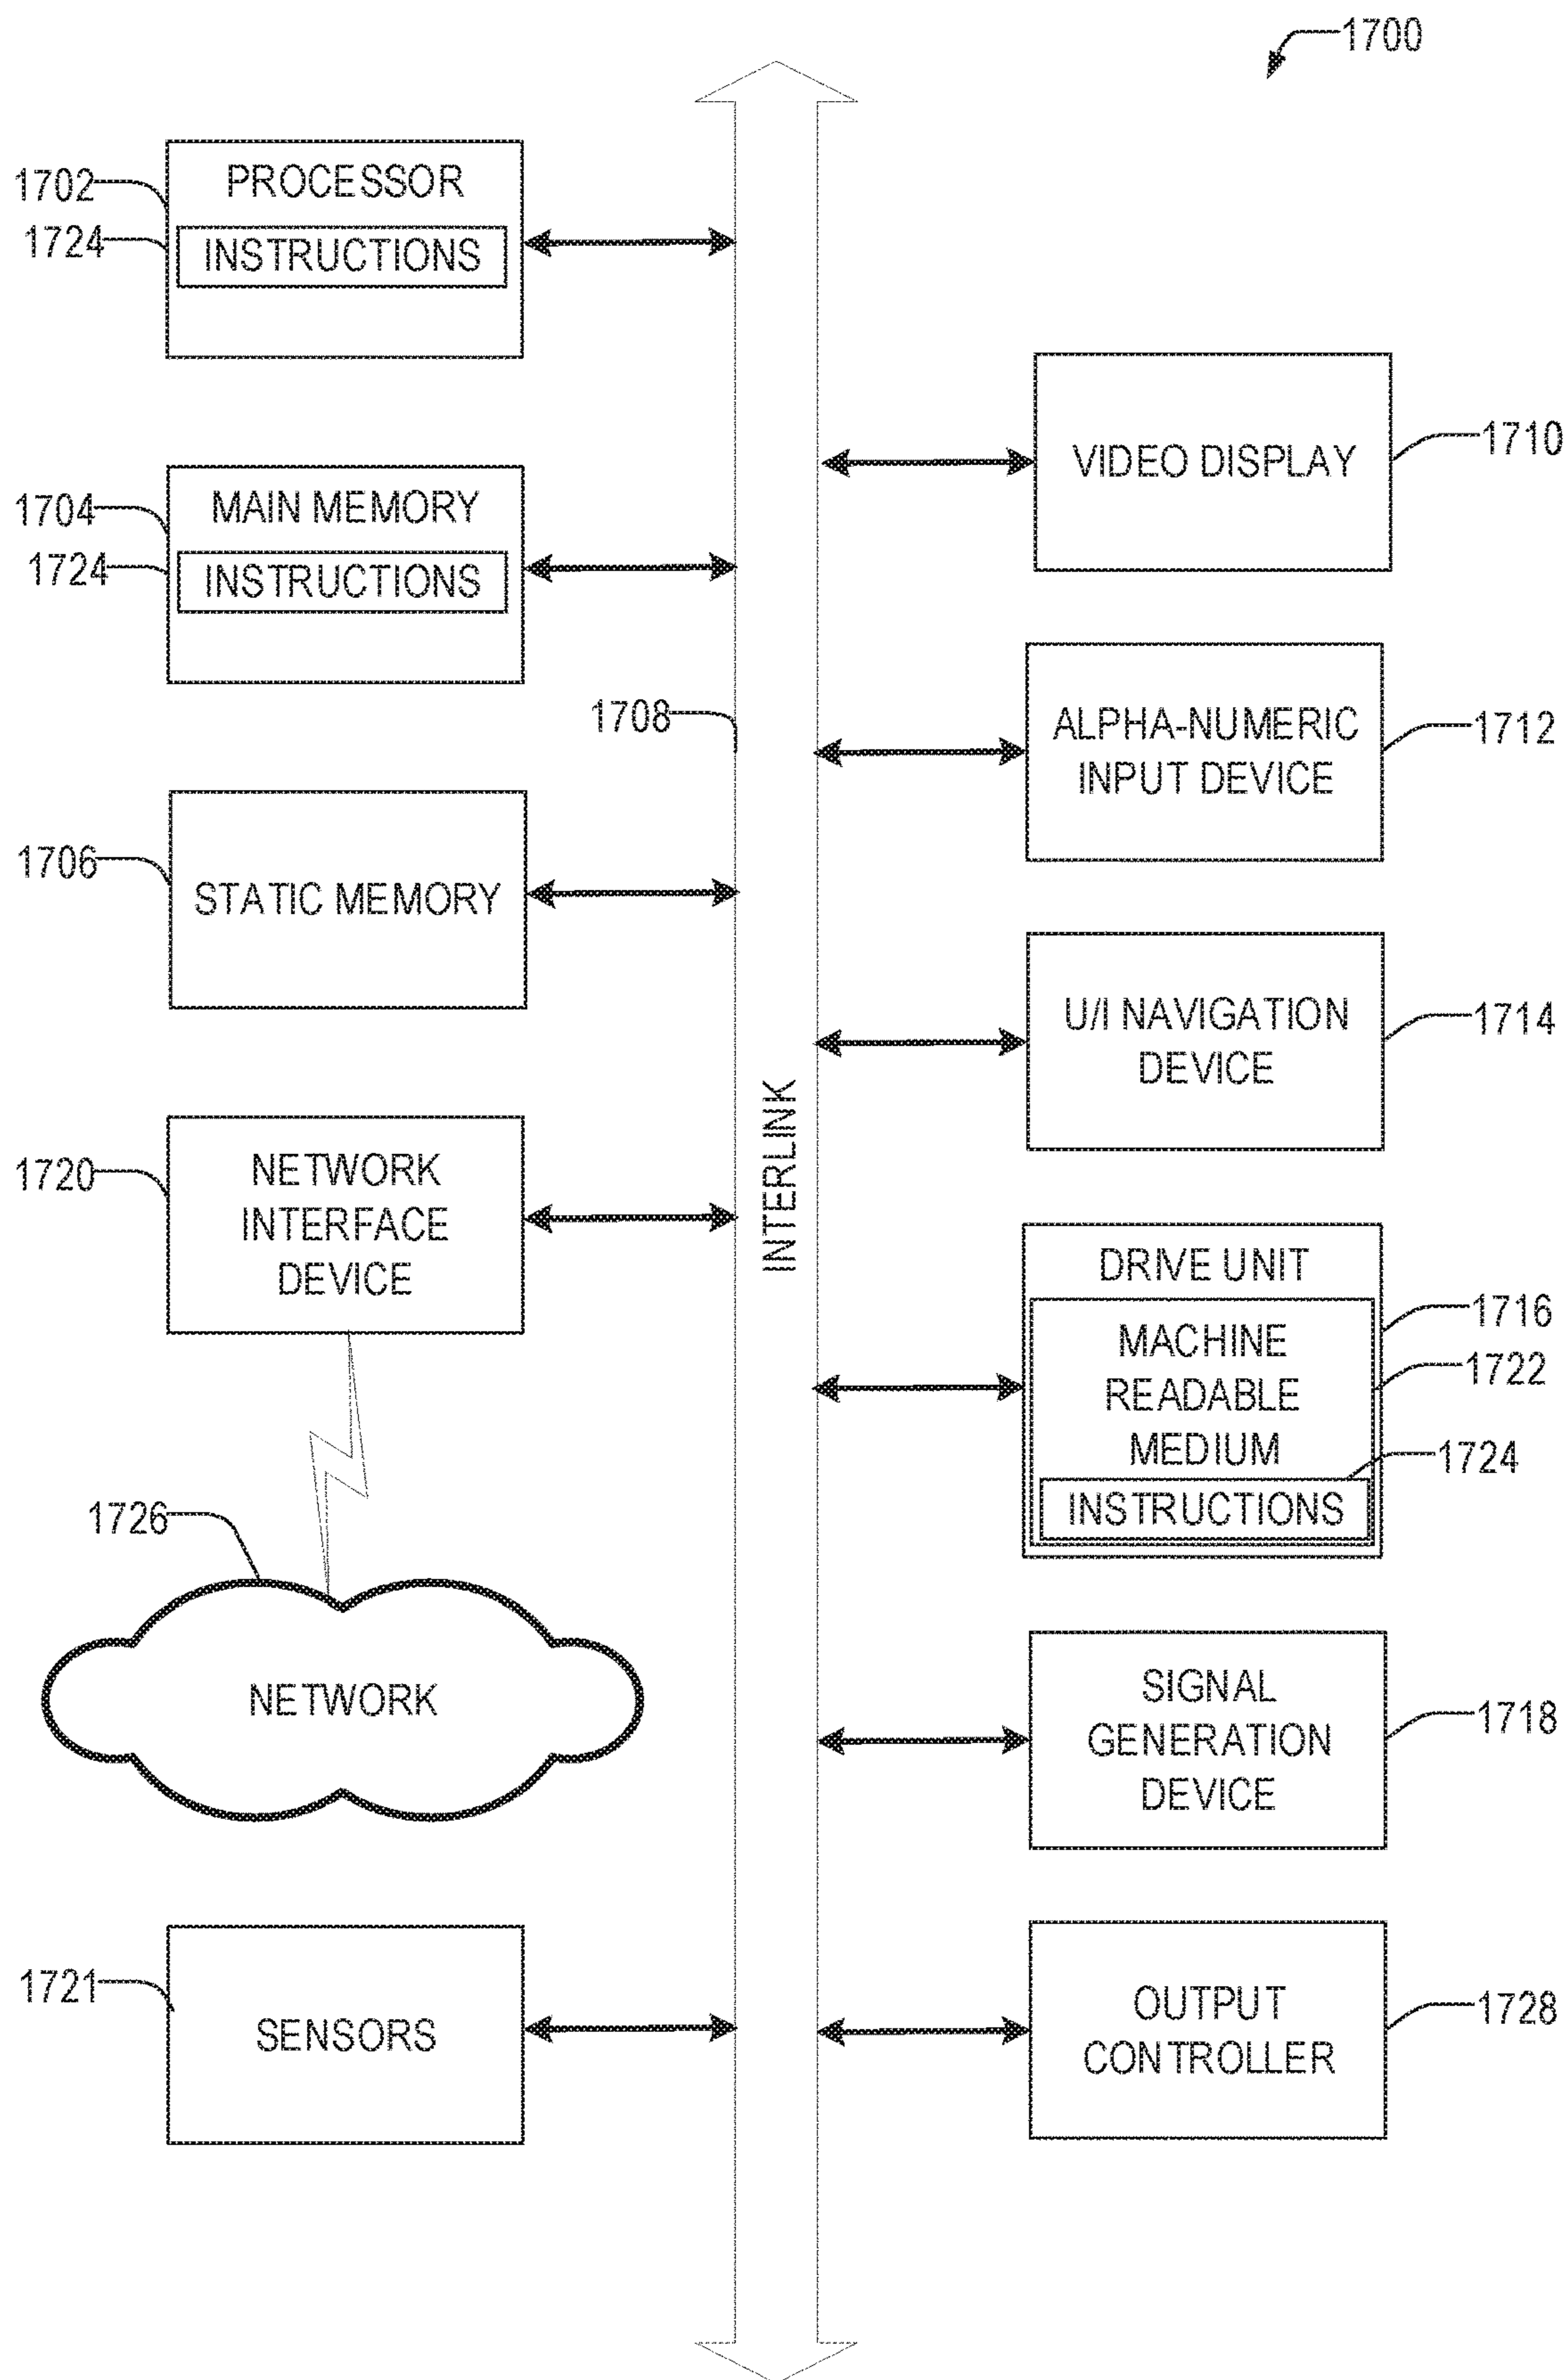 1700
1702
PROCESSOR
1724
INSTRUCTIONS
1704
MAIN MEMORY
1724
INSTRUCTIONS
1708
1706
STATIC MEMORY
1720
NETWORK
INTERFACE
DEVICE
1726
NETWORK
1721
SENSORS
INTERLINK
VIDEO DISPLAY
1710
ALPHA-NUMERIC
INPUT DEVICE
1712
U/I NAVIGATION
DEVICE
1714
DRIVE UNIT
1716
MACHINE
READABLE
MEDIUM
1722
1724
INSTRUCTIONS
SIGNAL
GENERATION
DEVICE
1718
OUTPUT
CONTROLLER
1728